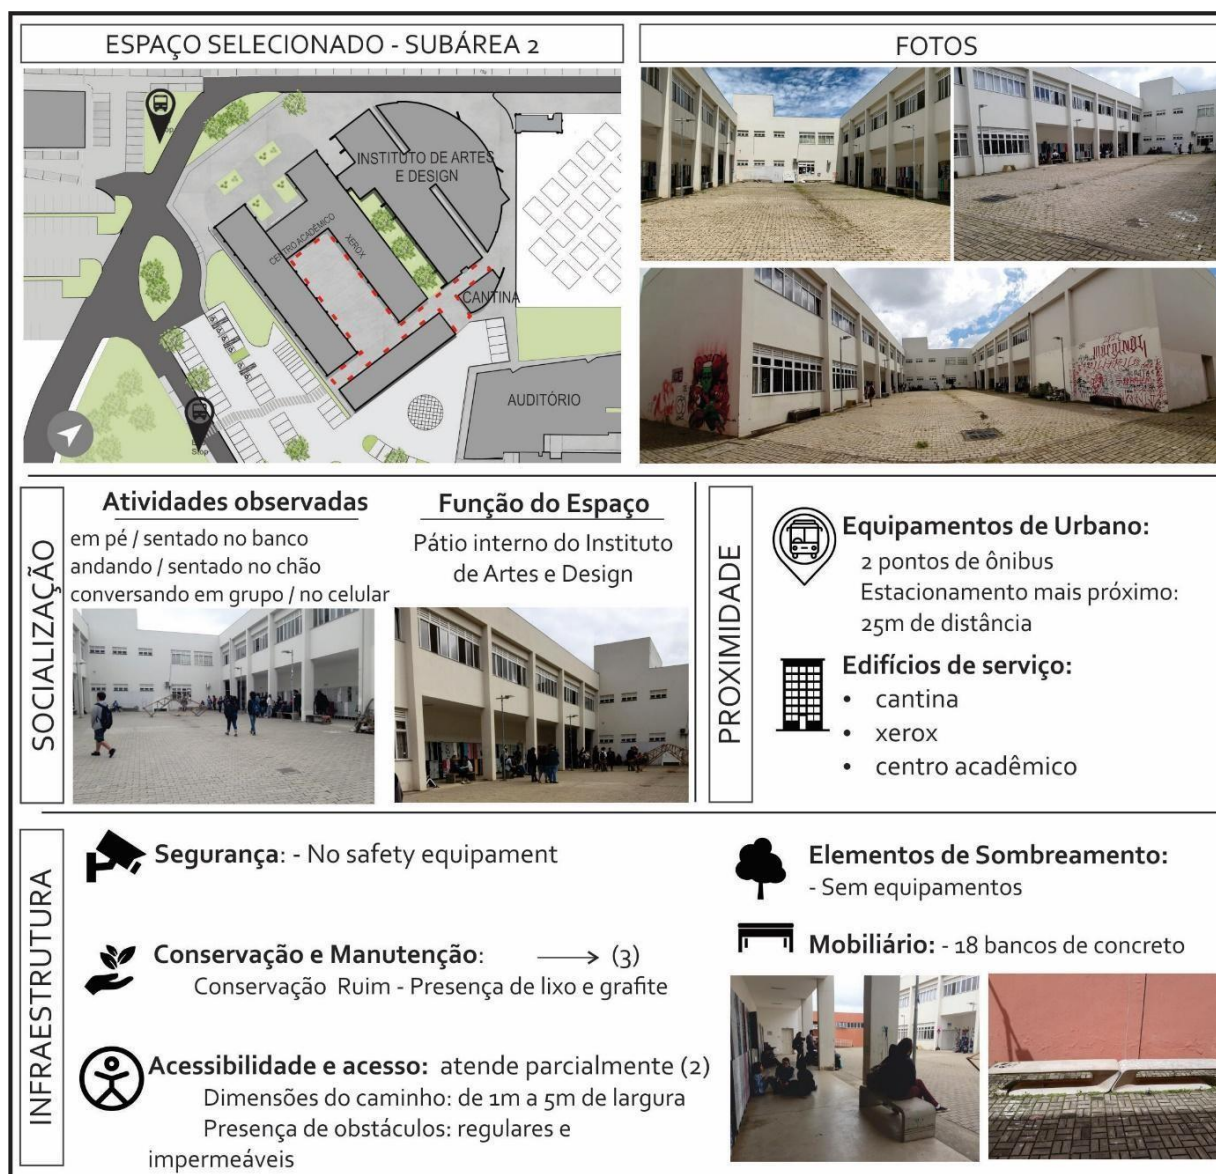 ESPAÇO SELECIONADO - SUBÁREA 2
INSTITUTO DE ARTES
E DESIGN
CENTRO ACADÊMICO
XEROX
CANTINA
AUDITÓRIO
Stop
FOTOS
SOCIALIZAÇÃO
Atividades observadas
em pé / sentado no banco
andando / sentado no chão
conversando em grupo / no celular
Função do Espaço
Pátio interno do Instituto
de Artes e Design
PROXIMIDADE
Equipamentos de Urbano:
2 pontos de ônibus
Estacionamento mais próximo:
25m de distância
Edifícios de serviço:
• cantina
• xerox
• centro acadêmico
INFRAESTRUTURA
Segurança: - No safety equipament
Conservação e Manutenção: → (3)
Conservação Ruim - Presença de lixo e grafite
Acessibilidade e acesso: atende parcialmente (2)
Dimensões do caminho: de 1m a 5m de largura
Presença de obstáculos: regulares e
impermeáveis
Elementos de Sombreamento:
- Sem equipamentos
Mobiliário: - 18 bancos de concreto